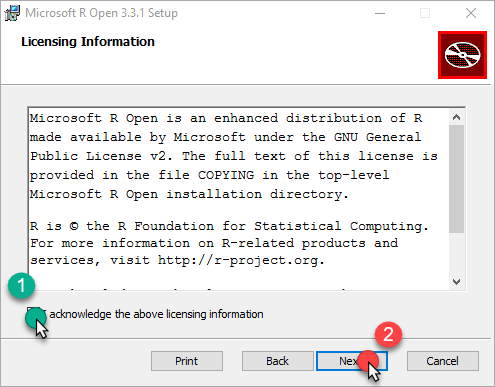 Microsoft R Open 3.3.1 Setup
Licensing Information
Microsoft R Open is an enhanced distribution of R
made available by Microsoft under the GNU General
Public License v2. The full text of this license is
provided in the file COPYING in the top-level
Microsoft R Open installation directory.
R is © the R Foundation for Statistical Computing.
For more information on R-related products and
services, visit http://r-project.org.
1
acknowledge the above licensing information
2
Print Back Nex Cancel